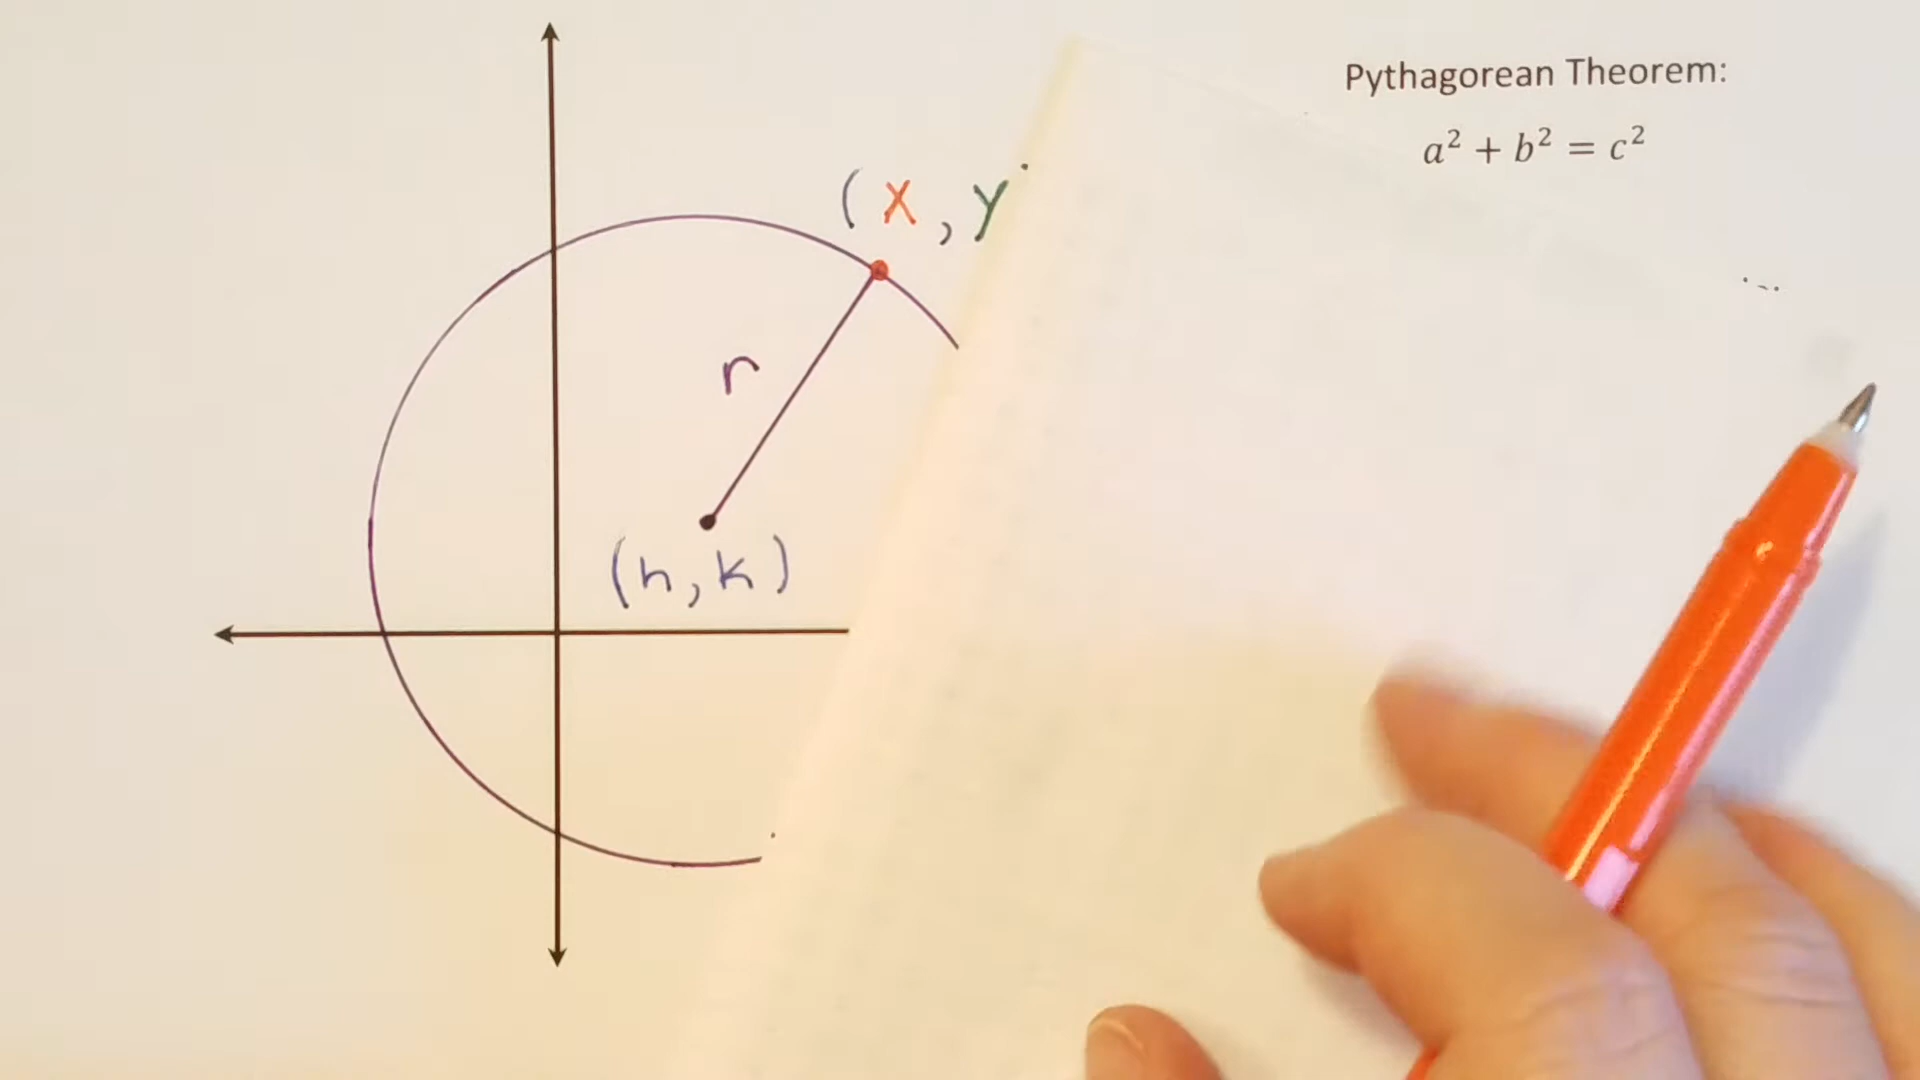 Pythagorean Theorem:
a² + b² = c²
(x, y
r
(h, k)